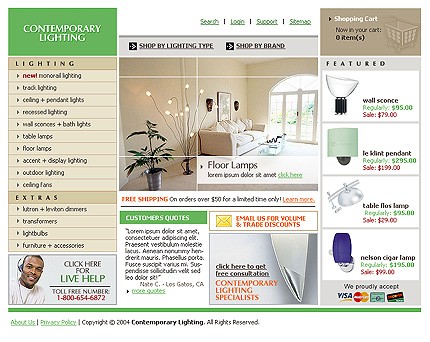 CONTEMPORARY
LIGHTING
Search | Login | Support | Sitemap
Shopping Cart
Now in your cart:
0 item(s)
SHOP BY LIGHTING TYPE
SHOP BY BRAND
LIGHTING
new! monorail lighting
track lighting
ceiling + pendant lights
recessed lighting
wall sconces + bath lights
table lamps
floor lamps
accent + display lighting
outdoor lighting
ceiling fans
EXTRAS
lutron + leviton dimmers
transformers
lightbulbs
furniture + accessories
CLICK HERE
FOR
LIVE HELP
TOLL FREE NUMBER:
1-800-654-6872
Floor Lamps
lorem ipsum dolor sit amet click here
FREE SHIPPING On orders over $50 for a limited time only! Learn more.
CUSTOMERS QUOTES
"Lorem ipsum dolor sit amet,
consectetuer adipiscing elit.
Praesent vestibulum molestie
lacus. Aenean nonummy hen-
drerit mauris. Phasellus porta.
Fusce suscipit varius mi. Sus-
pendisse sollicitudin velit sed
leo dolor sit!"
Nate C. - Los Gatos, CA
more quotes
EMAIL US FOR VOLUME
& TRADE DISCOUNTS
click here to get
free consultation
CONTEMPORARY
LIGHTING
SPECIALISTS
FEATURED
wall sconce
Regularly: $95.00
Sale: $79.00
le klint pendant
Regularly: $295.00
Sale: $199.00
table flos lamp
Regularly: $95.00
Sale: $29.00
nelson cigar lamp
Regularly: $195.00
Sale: $99.00
We proudly accept
VISA
About Us | Privacy Policy | Copyright © 2004 Contemporary Lighting. All Rights Reserved.